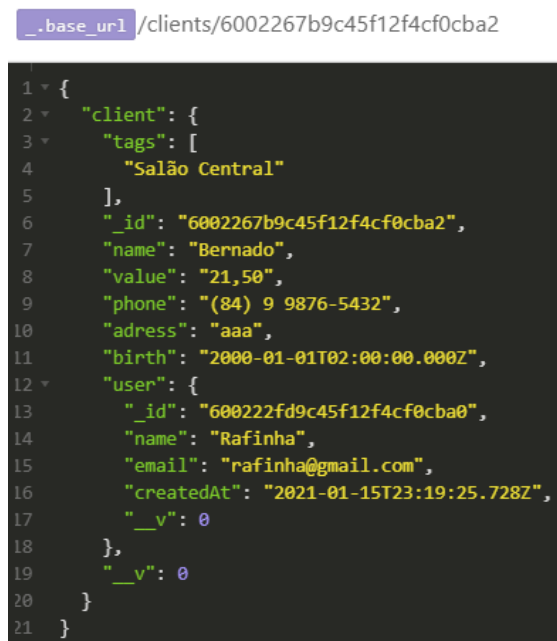 _.base_url /clients/6002267b9c45f12f4cf0cba2
1 {
2 "client": {
3 "tags": [
4 "Salão Central"
5 ],
6 "_id": "6002267b9c45f12f4cf0cba2",
7 "name": "Bernado",
8 "value": "21,50",
9 "phone": "(84) 9 9876-5432",
10 "adress": "aaa",
11 "birth": "2000-01-01T02:00:00.000Z",
12 "user": {
13 "_id": "600222fd9c45f12f4cf0cba0",
14 "name": "Rafinha",
15 "email": "rafinha@gmail.com",
16 "createdAt": "2021-01-15T23:19:25.728Z",
17 "__v": 0
18 },
19 "__v": 0
20 }
21 }